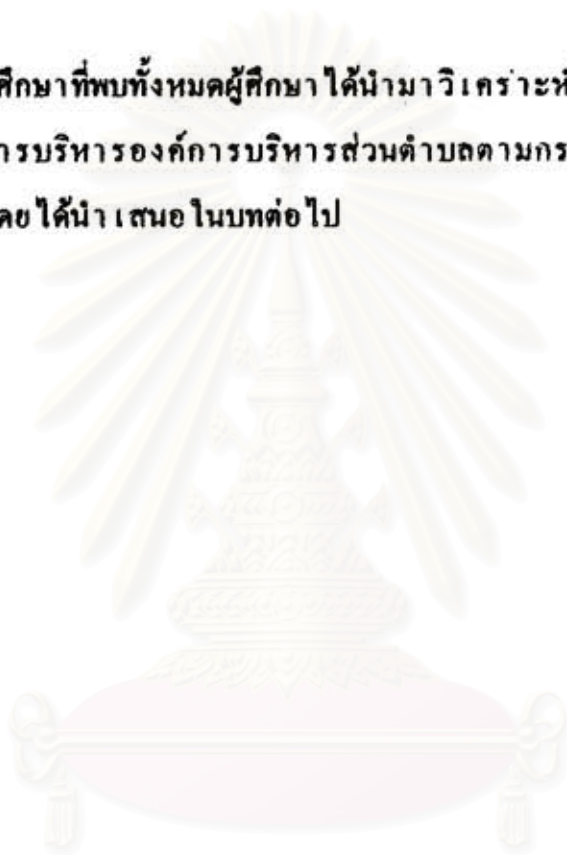 ศึกษาที่พบทั้งหมดผู้ศึกษาได้นำมาวิเคราะห์
ารบริหารองค์การบริหารส่วนตำบลตามกร
ดยได้นำเสนอในบทต่อไป